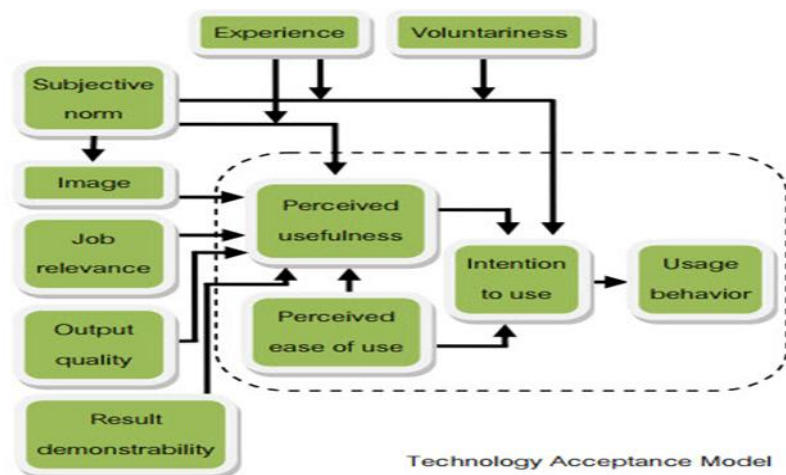 Experience
Voluntariness
Subjective
norm
Image
Job
relevance
Output
quality
Result
demonstrability
Perceived
usefulness
Perceived
ease of use
Intention
to use
Usage
behavior
Technology Acceptance Model